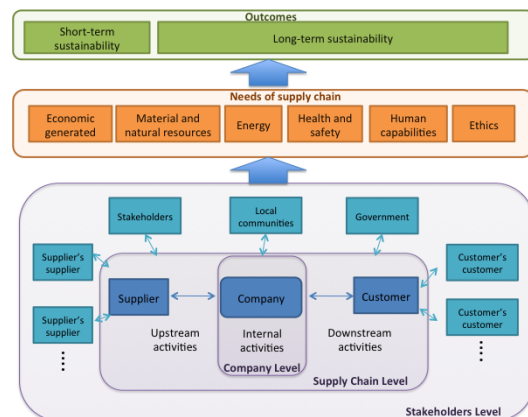 Outcomes
Short-term
sustainability
Long-term sustainability
Needs of supply chain
Economic
generated
Material and
natural resources
Energy
Health and
safety
Human
capabilities
Ethics
Stakeholders
Local
communities
Government
Supplier's
supplier
Supplier's
supplier
Supplier
Company
Customer
Customer's
customer
Customer's
customer
Upstream
activities
Internal
activities
Downstream
activities
Company Level
Supply Chain Level
Stakeholders Level